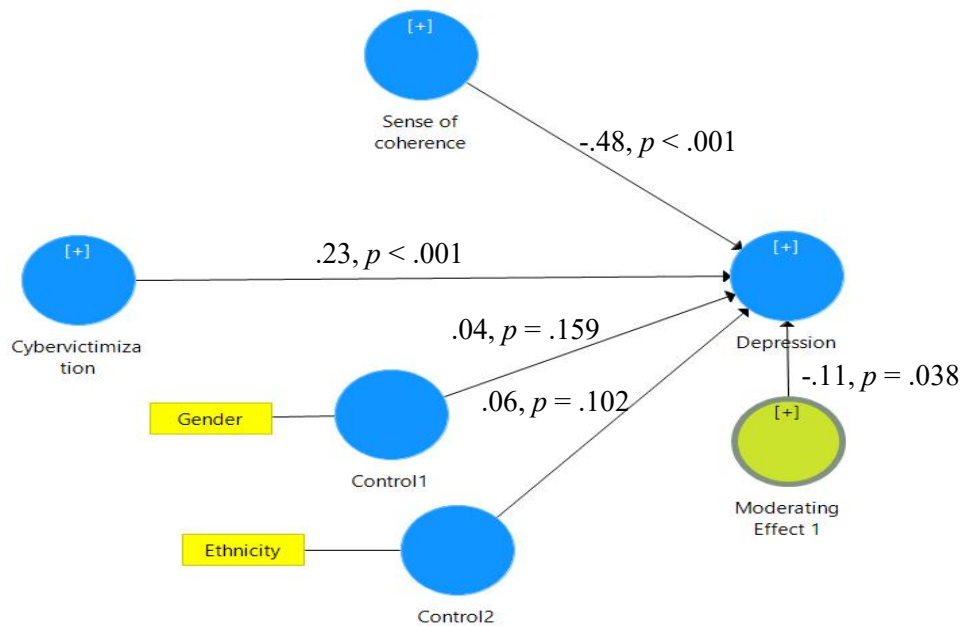 [+]
Sense of
coherence
-.48, p < .001
[+]
Cybervictimiza
tion
.23, p < .001
[+]
Depression
.04, p = .159
Gender
Control1
.06, p = .102
-.11, p = .038
[+]
Moderating
Effect 1
Ethnicity
Control2